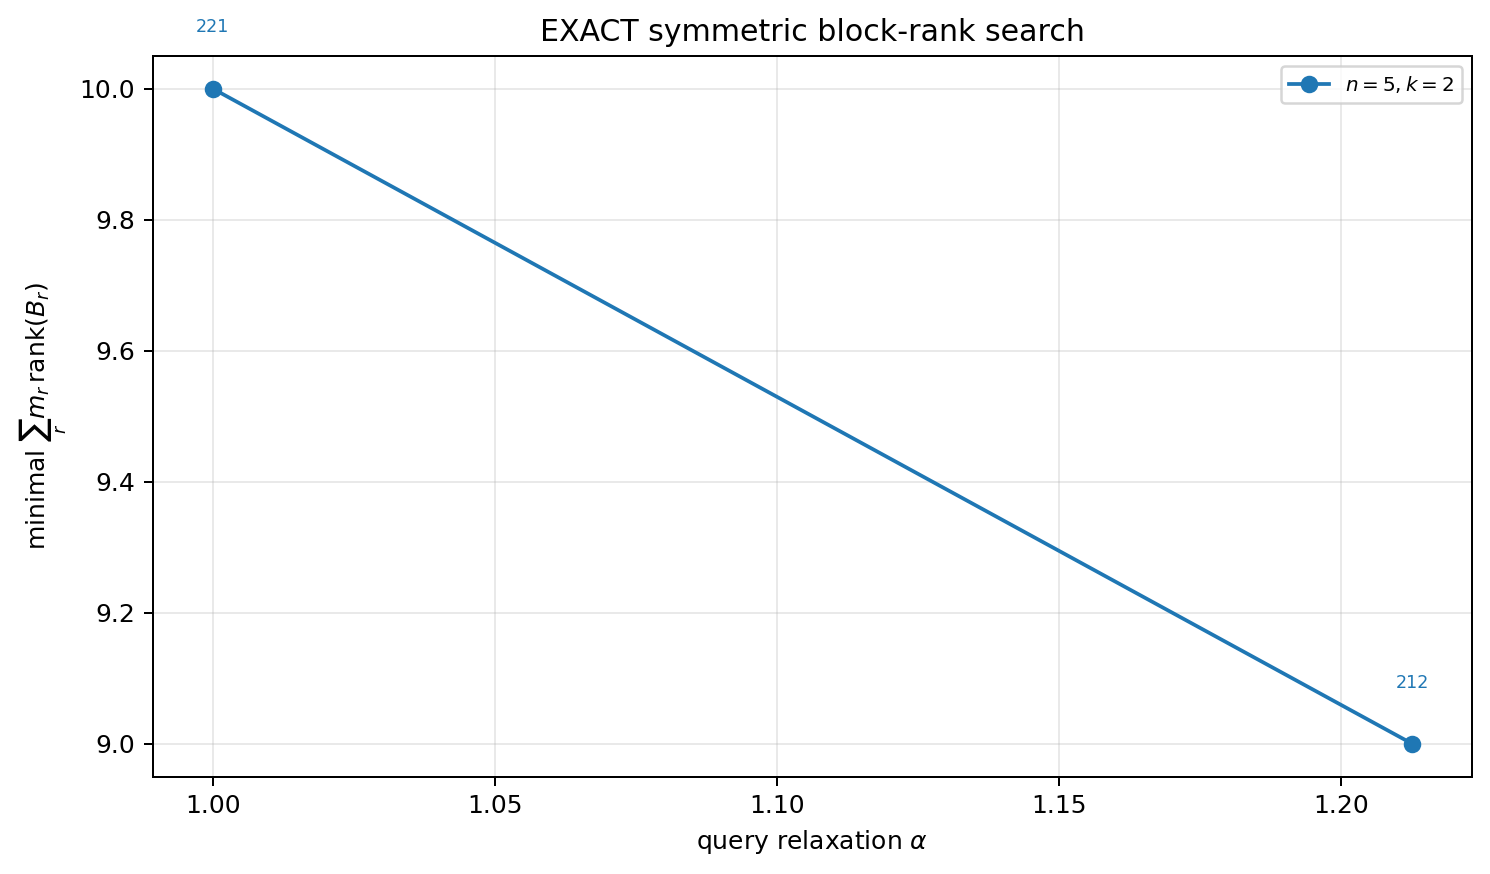 221
EXACT symmetric block-rank search
n = 5, k = 2
10.0
9.8
9.6
9.4
9.2
9.0
minimal ∑_r m_r rank(B_r)
212
1.00 1.05 1.10 1.15 1.20
query relaxation α